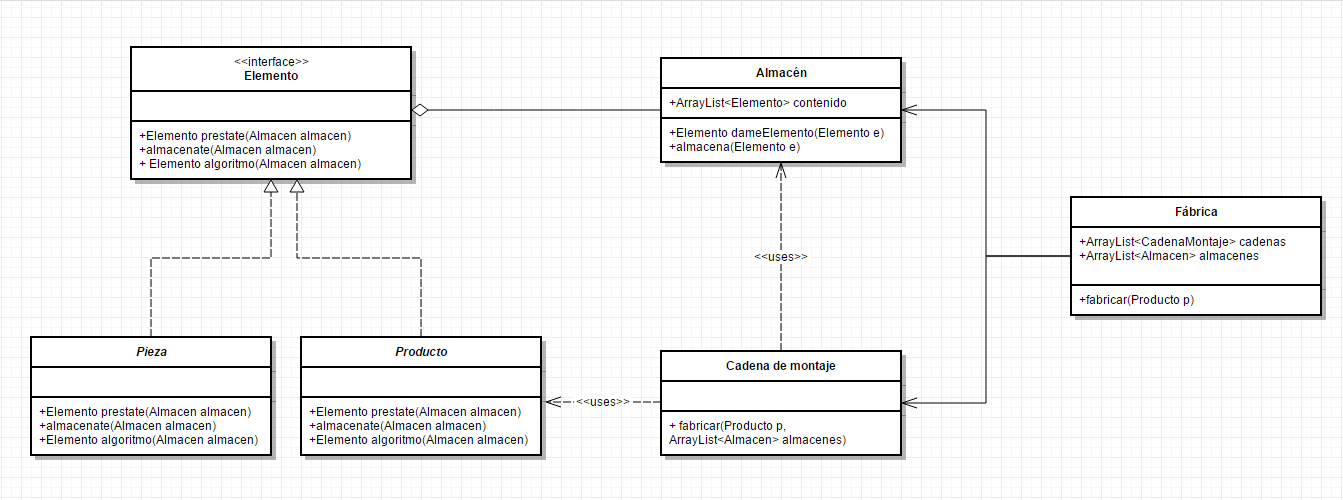 <<interface>>
Elemento
+Elemento prestate(Almacen almacen)
+almacenate(Almacen almacen)
+ Elemento algoritmo(Almacen almacen)
Almacén
+ArrayList<Elemento> contenido
+Elemento dameElemento(Elemento e)
+almacena(Elemento e)
Fábrica
+ArrayList<CadenaMontaje> cadenas
+ArrayList<Almacen> almacenes
+fabricar(Producto p)
<<uses>>
Pieza
+Elemento prestate(Almacen almacen)
+almacenate(Almacen almacen)
+Elemento algoritmo(Almacen almacen)
Producto
+Elemento prestate(Almacen almacen)
+almacenate(Almacen almacen)
+Elemento algoritmo(Almacen almacen)
<<uses>>
Cadena de montaje
+ fabricar(Producto p,
ArrayList<Almacen> almacenes)